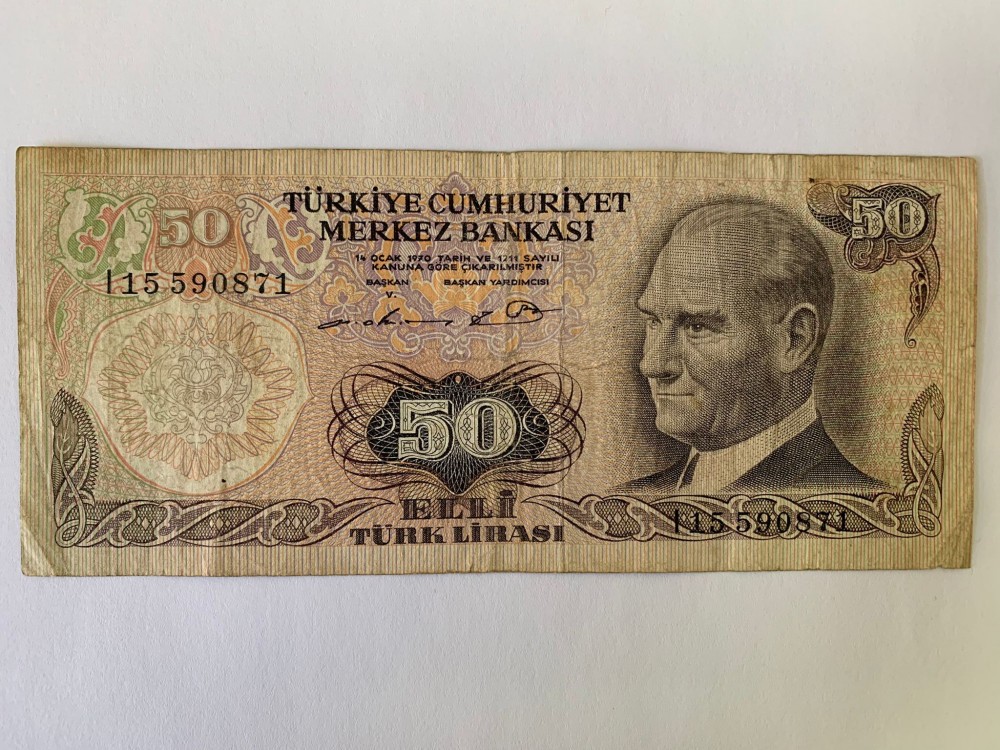 50
TÜRKİYE CUMHURİYET
MERKEZ BANKASI
50
14 OCAK 1970 TARİH VE 1211 SAYILI
KANUNA GÖRE ÇIKARILMIŞTIR
I15 590871
BAŞKAN BAŞKAN YARDIMCISI
V.
50
ELLİ
TÜRK LİRASI
I15 590871